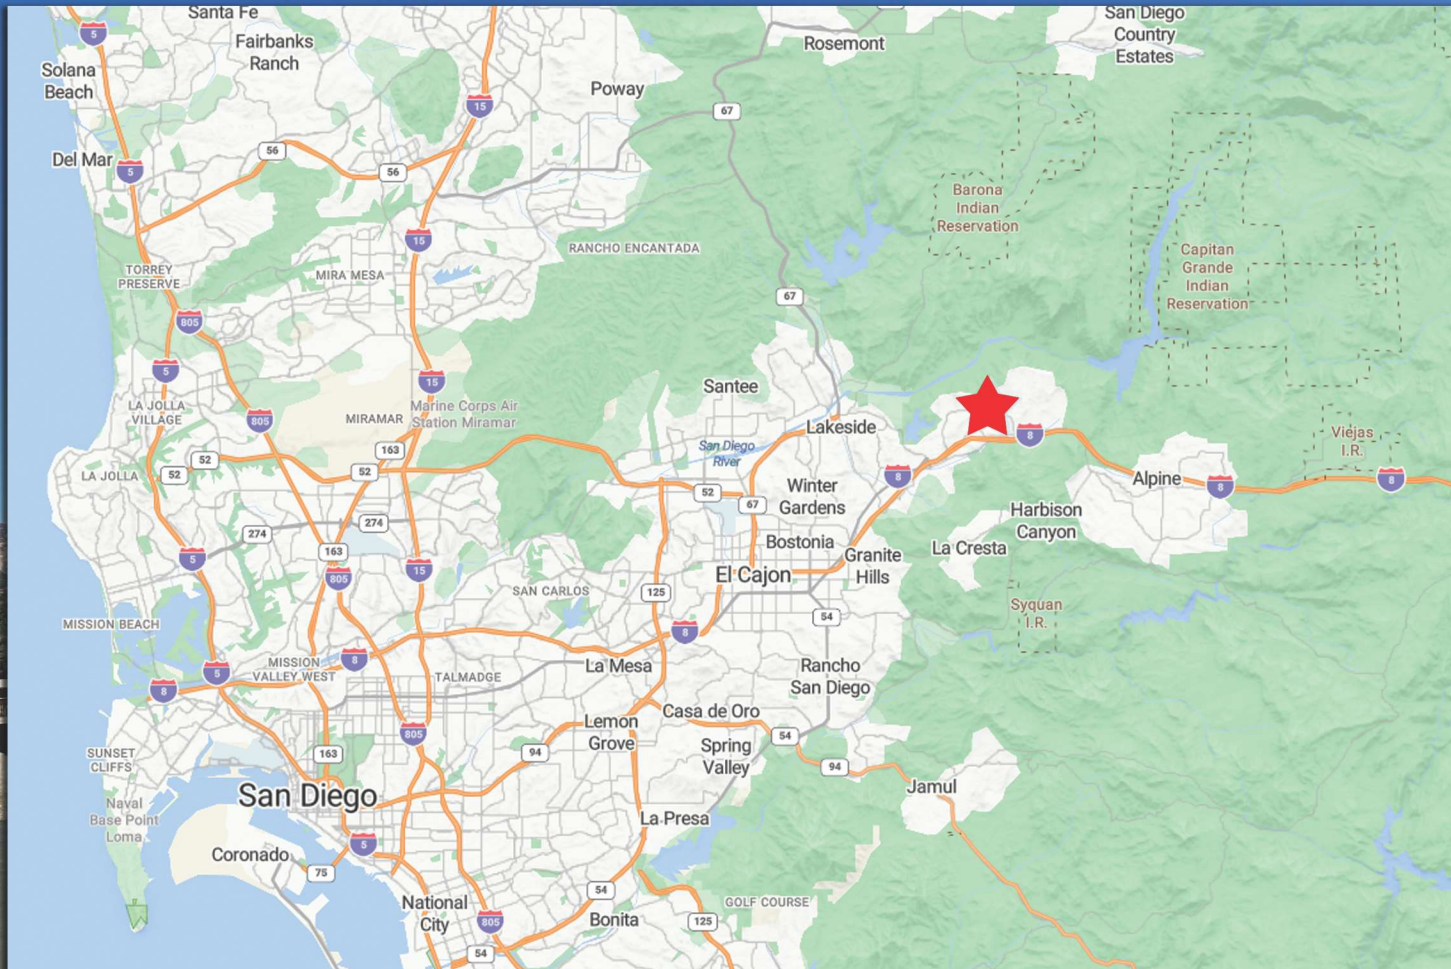 Santa Fe
San Diego
Country
Estates
5
Fairbanks
Ranch
Rosemont
Solana
Beach
Poway
15
67
56
Del Mar
5
56
Barona
Indian
Reservation
15
RANCHO ENCANTADA
Capitan
Grande
Indian
Reservation
TORREY
PRESERVE
MIRA MESA
67
805
5
15
Santee
LA JOLLA
VILLAGE
805
MIRAMAR
Marine Corps Air
Station Miramar
Lakeside
8
Viejas
I.R.
163
San Diego
River
LA JOLLA
52
52
52
8
Alpine
8
8
52
67
Winter
Gardens
Harbison
Canyon
274
274
Bostonia
La Cresta
163
5
805
15
Granite
Hills
El Cajon
SAN CARLOS
125
54
Syquan
I.R.
MISSION BEACH
8
8
La Mesa
5
MISSION
VALLEY WEST
TALMADGE
Rancho
San Diego
8
Casa de Oro
Lemon
Grove
805
54
SUNSET
CLIFFS
163
94
Spring
Valley
94
Jamul
San Diego
Naval
Base Point
Loma
La Presa
5
Coronado
75
54
National
City
805
Bonita
GOLF COURSE
125
54